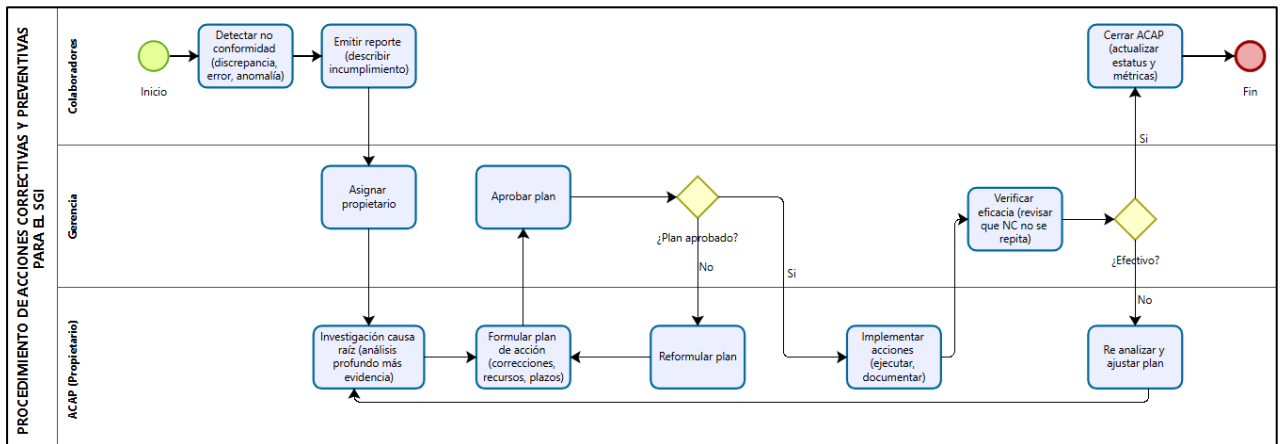 PROCEDIMIENTO DE ACCIONES CORRECTIVAS Y PREVENTIVAS
PARA EL SGI
Colaboradores
Inicio
Detectar no
conformidad
(discrepancia,
error, anomalía)
Emitir reporte
(describir
incumplimiento)
Cerrar ACAP
(actualizar
estatus y
métricas)
Fin
Si
Gerencia
Asignar
propietario
Aprobar plan
¿Plan aprobado?
No
Si
Verificar
eficacia (revisar
que NC no se
repita)
¿Efectivo?
No
ACAP (Propietario)
Investigación causa
raíz (análisis
profundo más
evidencia)
Formular plan
de acción
(correcciones,
recursos, plazos)
Reformular plan
Implementar
acciones
(ejecutar,
documentar)
Re analizar y
ajustar plan